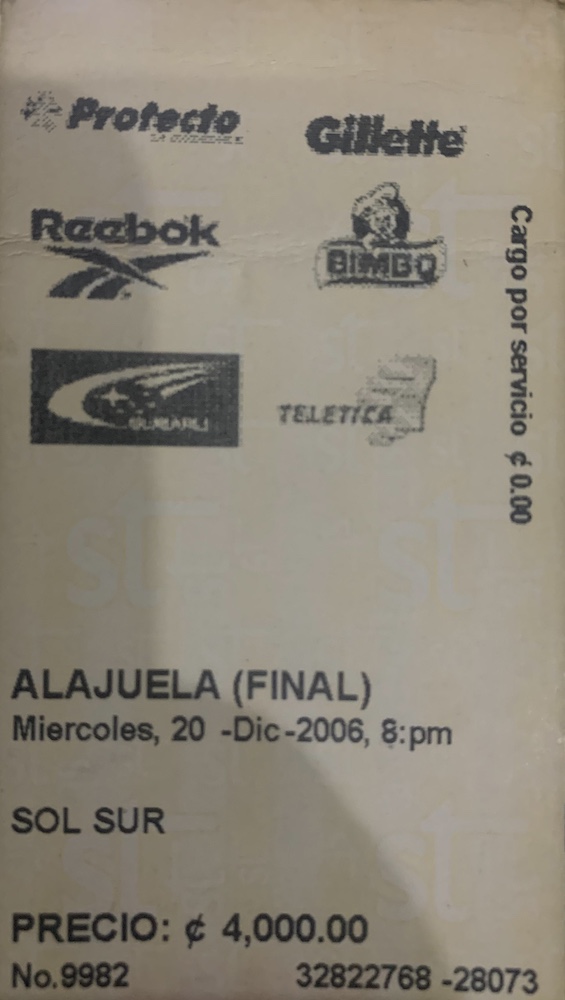 Protecto
Gillette
Reebok
BIMBO
SUBARU
TELETICA
Cargo por servicio ¢ 0.00
ALAJUELA (FINAL)
Miercoles, 20 -Dic-2006, 8:pm
SOL SUR
PRECIO: ¢ 4,000.00
No.9982 32822768 -28073